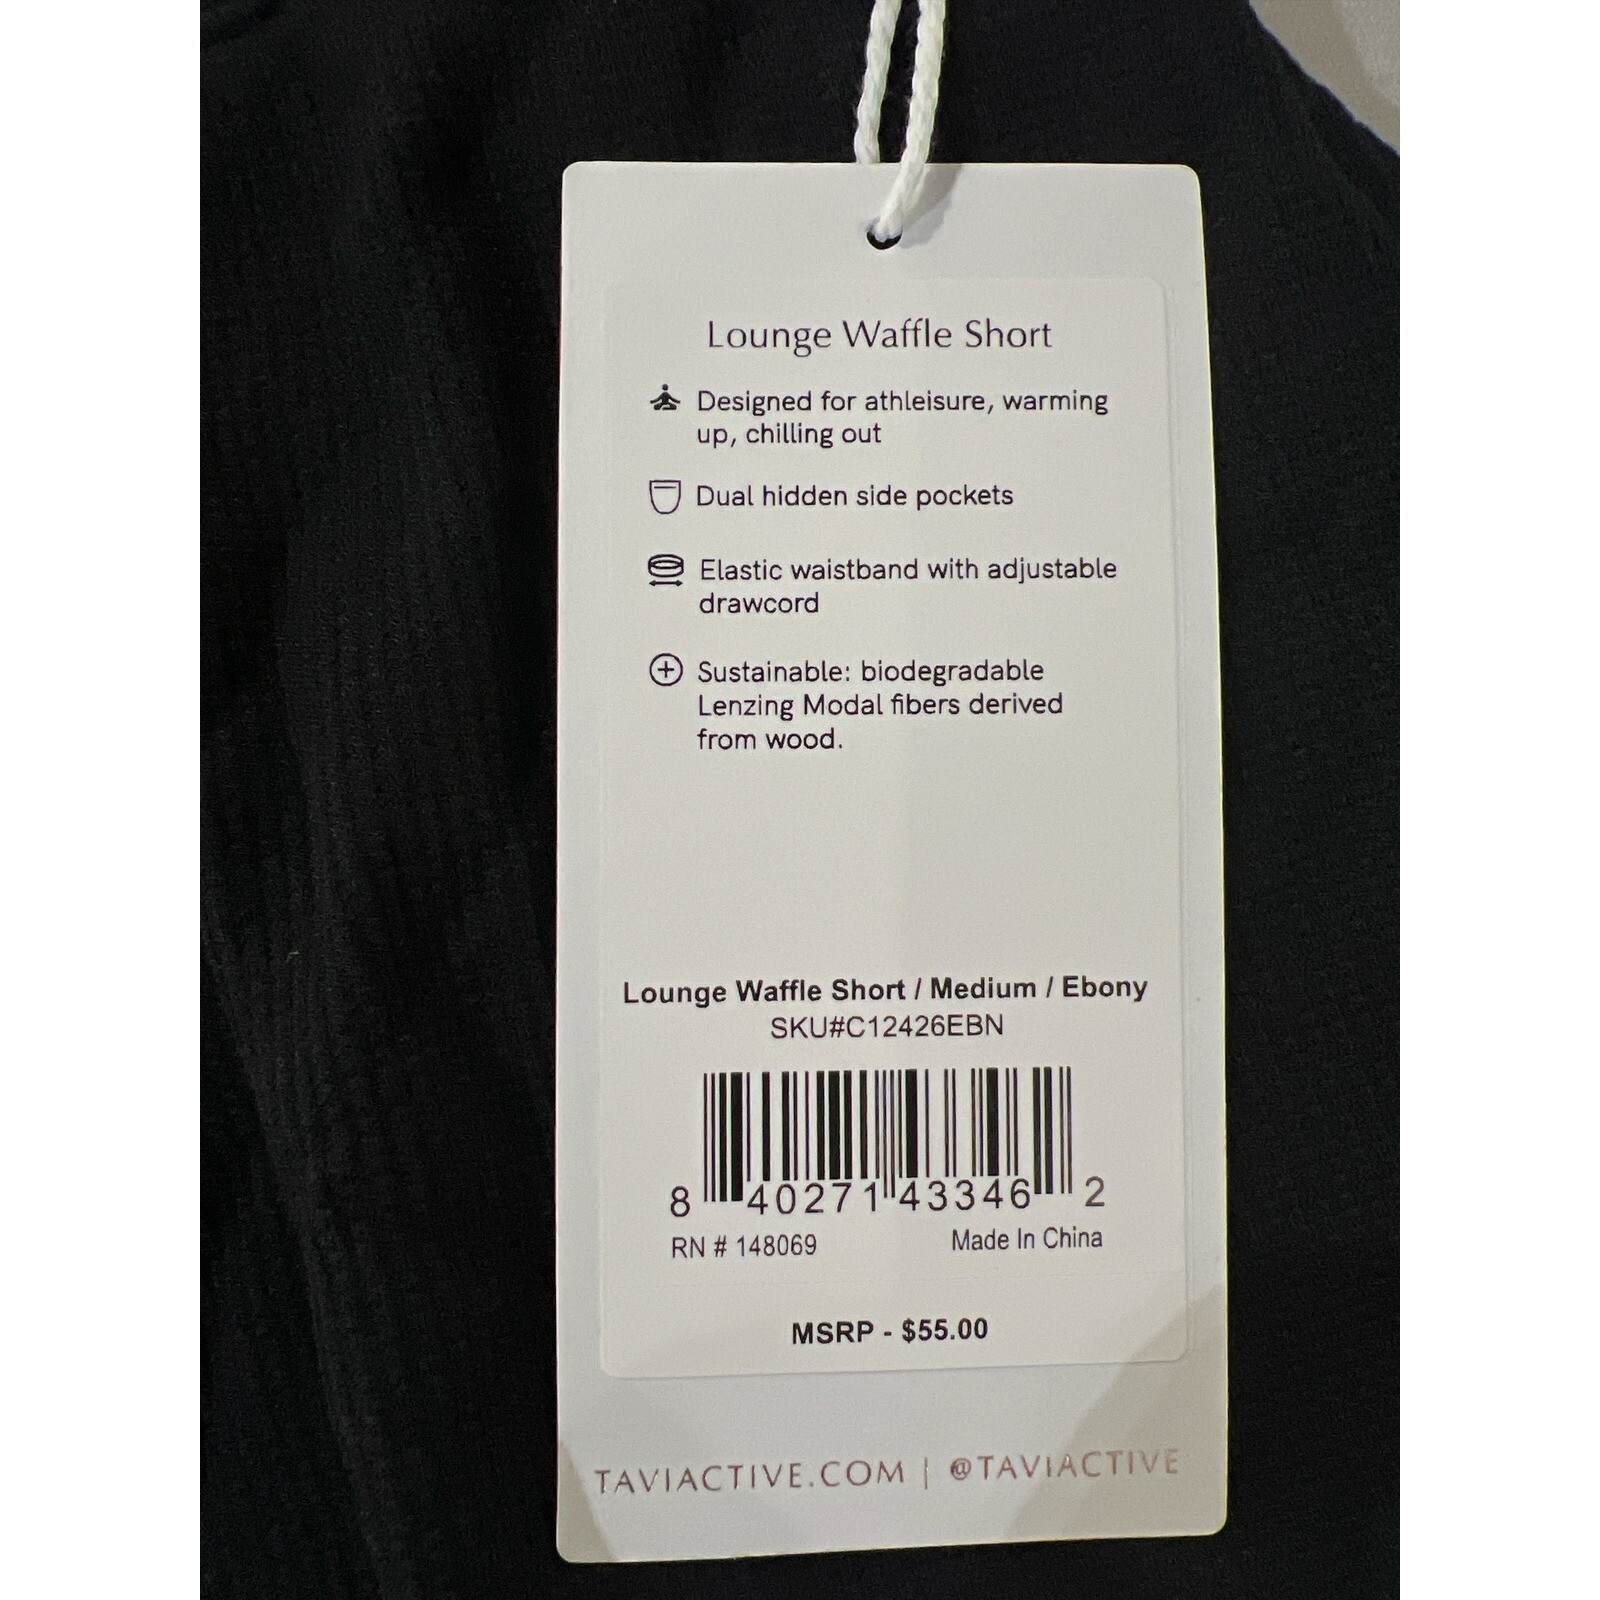 Lounge Waffle Short
Designed for athleisure, warming
up, chilling out
Dual hidden side pockets
Elastic waistband with adjustable
drawcord
Sustainable: biodegradable
Lenzing Modal fibers derived
from wood.
Lounge Waffle Short / Medium / Ebony
SKU#C12426EBN
8 40271 43346 2
RN # 148069 Made In China
MSRP - $55.00
TAVIACTIVE.COM | @TAVIACTIVE